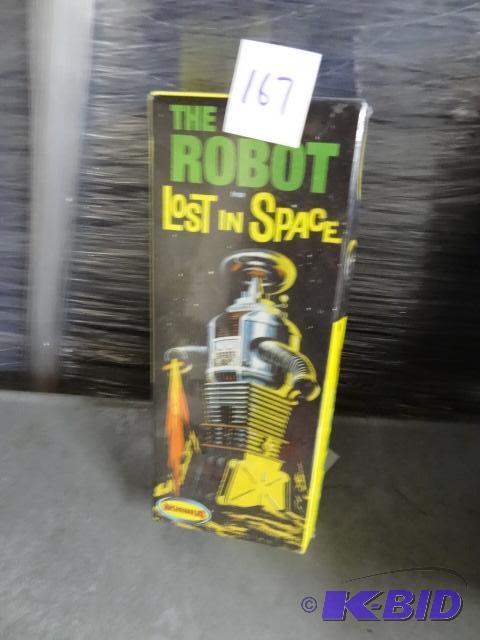 167
THE
ROBOT
LOST IN SPACE
© K-BID